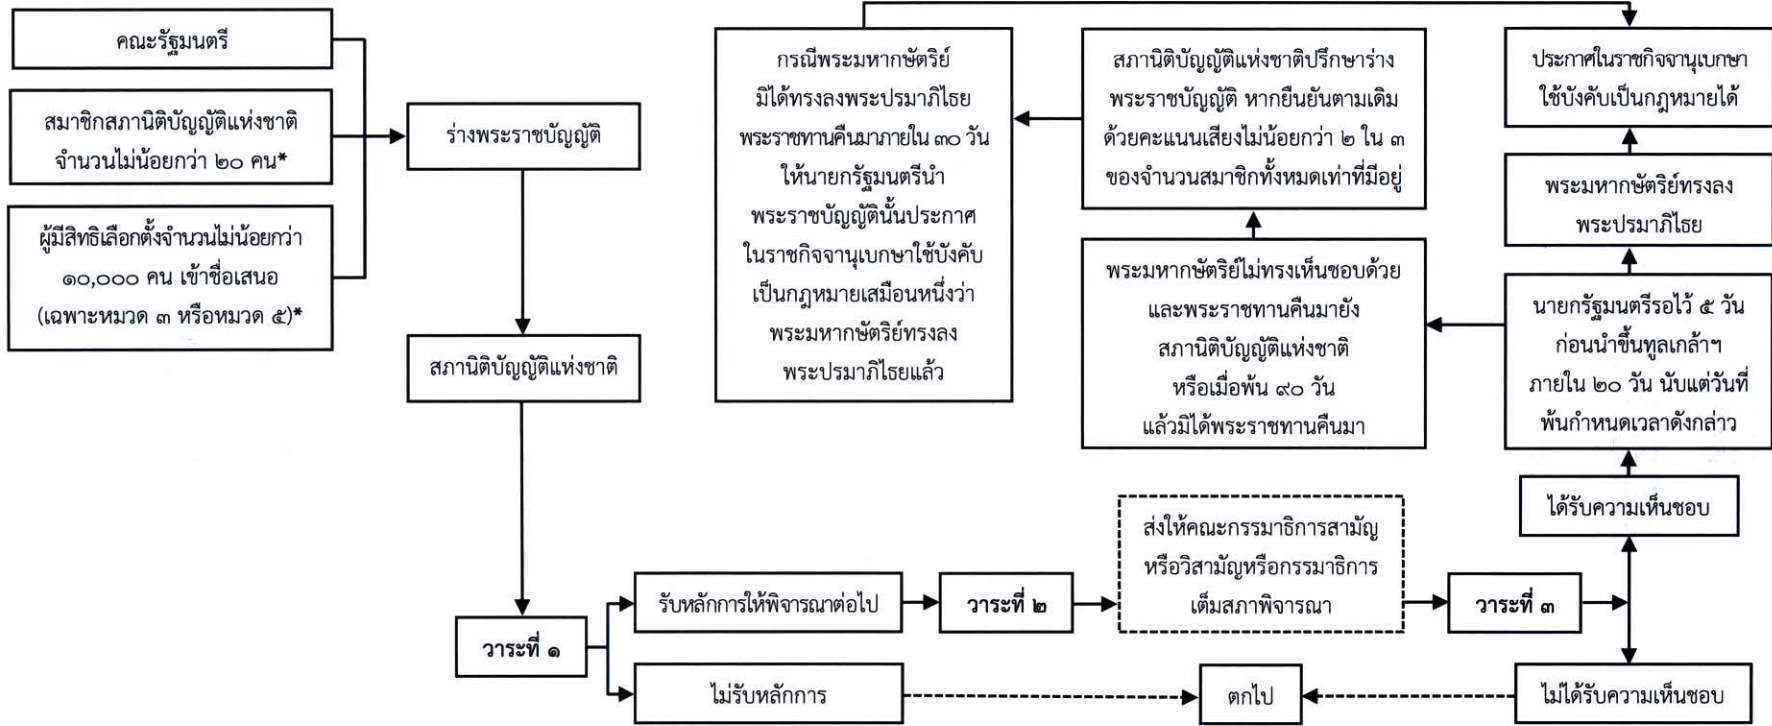 คณะรัฐมนตรี
สมาชิกสภานิติบัญญัติแห่งชาติ
จำนวนไม่น้อยกว่า ๒๐ คน*
ผู้มีสิทธิเลือกตั้งจำนวนไม่น้อยกว่า
๑๐,๐๐๐ คน เข้าชื่อเสนอ
(เฉพาะหมวด ๓ หรือหมวด ๕)*
ร่างพระราชบัญญัติ
สภานิติบัญญัติแห่งชาติ
วาระที่ ๑
รับหลักการให้พิจารณาต่อไป
ไม่รับหลักการ
วาระที่ ๒
ส่งให้คณะกรรมาธิการสามัญ
หรือวิสามัญหรือกรรมาธิการ
เต็มสภาพิจารณา
วาระที่ ๓
ตกไป
ไม่ได้รับความเห็นชอบ
ได้รับความเห็นชอบ
นายกรัฐมนตรีรอไว้ ๕ วัน
ก่อนนำขึ้นทูลเกล้าฯ
ภายใน ๒๐ วัน นับแต่วันที่
พ้นกำหนดเวลาดังกล่าว
พระมหากษัตริย์ทรงลง
พระปรมาภิไธย
ประกาศในราชกิจจานุเบกษา
ใช้บังคับเป็นกฎหมายได้
พระมหากษัตริย์ไม่ทรงเห็นชอบด้วย
และพระราชทานคืนมายัง
สภานิติบัญญัติแห่งชาติ
หรือเมื่อพ้น ๙๐ วัน
แล้วมิได้พระราชทานคืนมา
สภานิติบัญญัติแห่งชาติปรึกษาร่าง
พระราชบัญญัติ หากยืนยันตามเดิม
ด้วยคะแนนเสียงไม่น้อยกว่า ๒ ใน ๓
ของจำนวนสมาชิกทั้งหมดเท่าที่มีอยู่
กรณีพระมหากษัตริย์
มิได้ทรงลงพระปรมาภิไธย
พระราชทานคืนมาภายใน ๓๐ วัน
ให้นายกรัฐมนตรีนำ
พระราชบัญญัตินั้นประกาศ
ในราชกิจจานุเบกษาใช้บังคับ
เป็นกฎหมายเสมือนหนึ่งว่า
พระมหากษัตริย์ทรงลง
พระปรมาภิไธยแล้ว